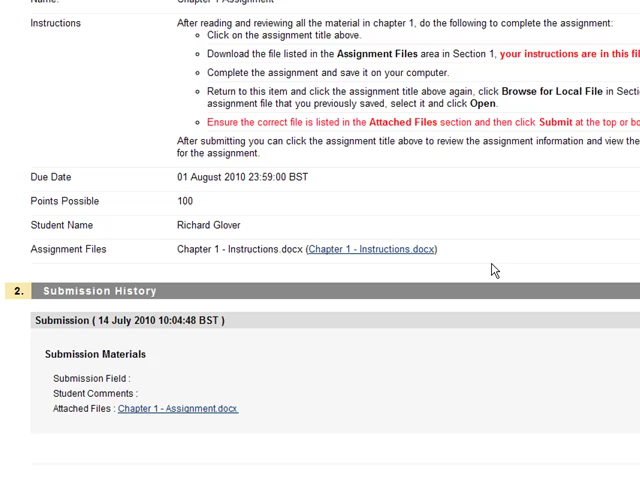 Name: Chapter 1 Assignment
Instructions After reading and reviewing all the material in chapter 1, do the following to complete the assignment:
Click on the assignment title above.
Download the file listed in the Assignment Files area in Section 1, your instructions are in this fil
Complete the assignment and save it on your computer.
Return to this item and click the assignment title above again, click Browse for Local File in Secti
assignment file that you previously saved, select it and click Open.
Ensure the correct file is listed in the Attached Files section and then click Submit at the top or bo
After submitting you can click the assignment title above to review the assignment information and view the
for the assignment.
Due Date 01 August 2010 23:59:00 BST
Points Possible 100
Student Name Richard Glover
Assignment Files Chapter 1 - Instructions.docx (Chapter 1 - Instructions.docx)
2. Submission History
Submission ( 14 July 2010 10:04:48 BST )
Submission Materials
Submission Field :
Student Comments :
Attached Files : Chapter 1 - Assignment.docx